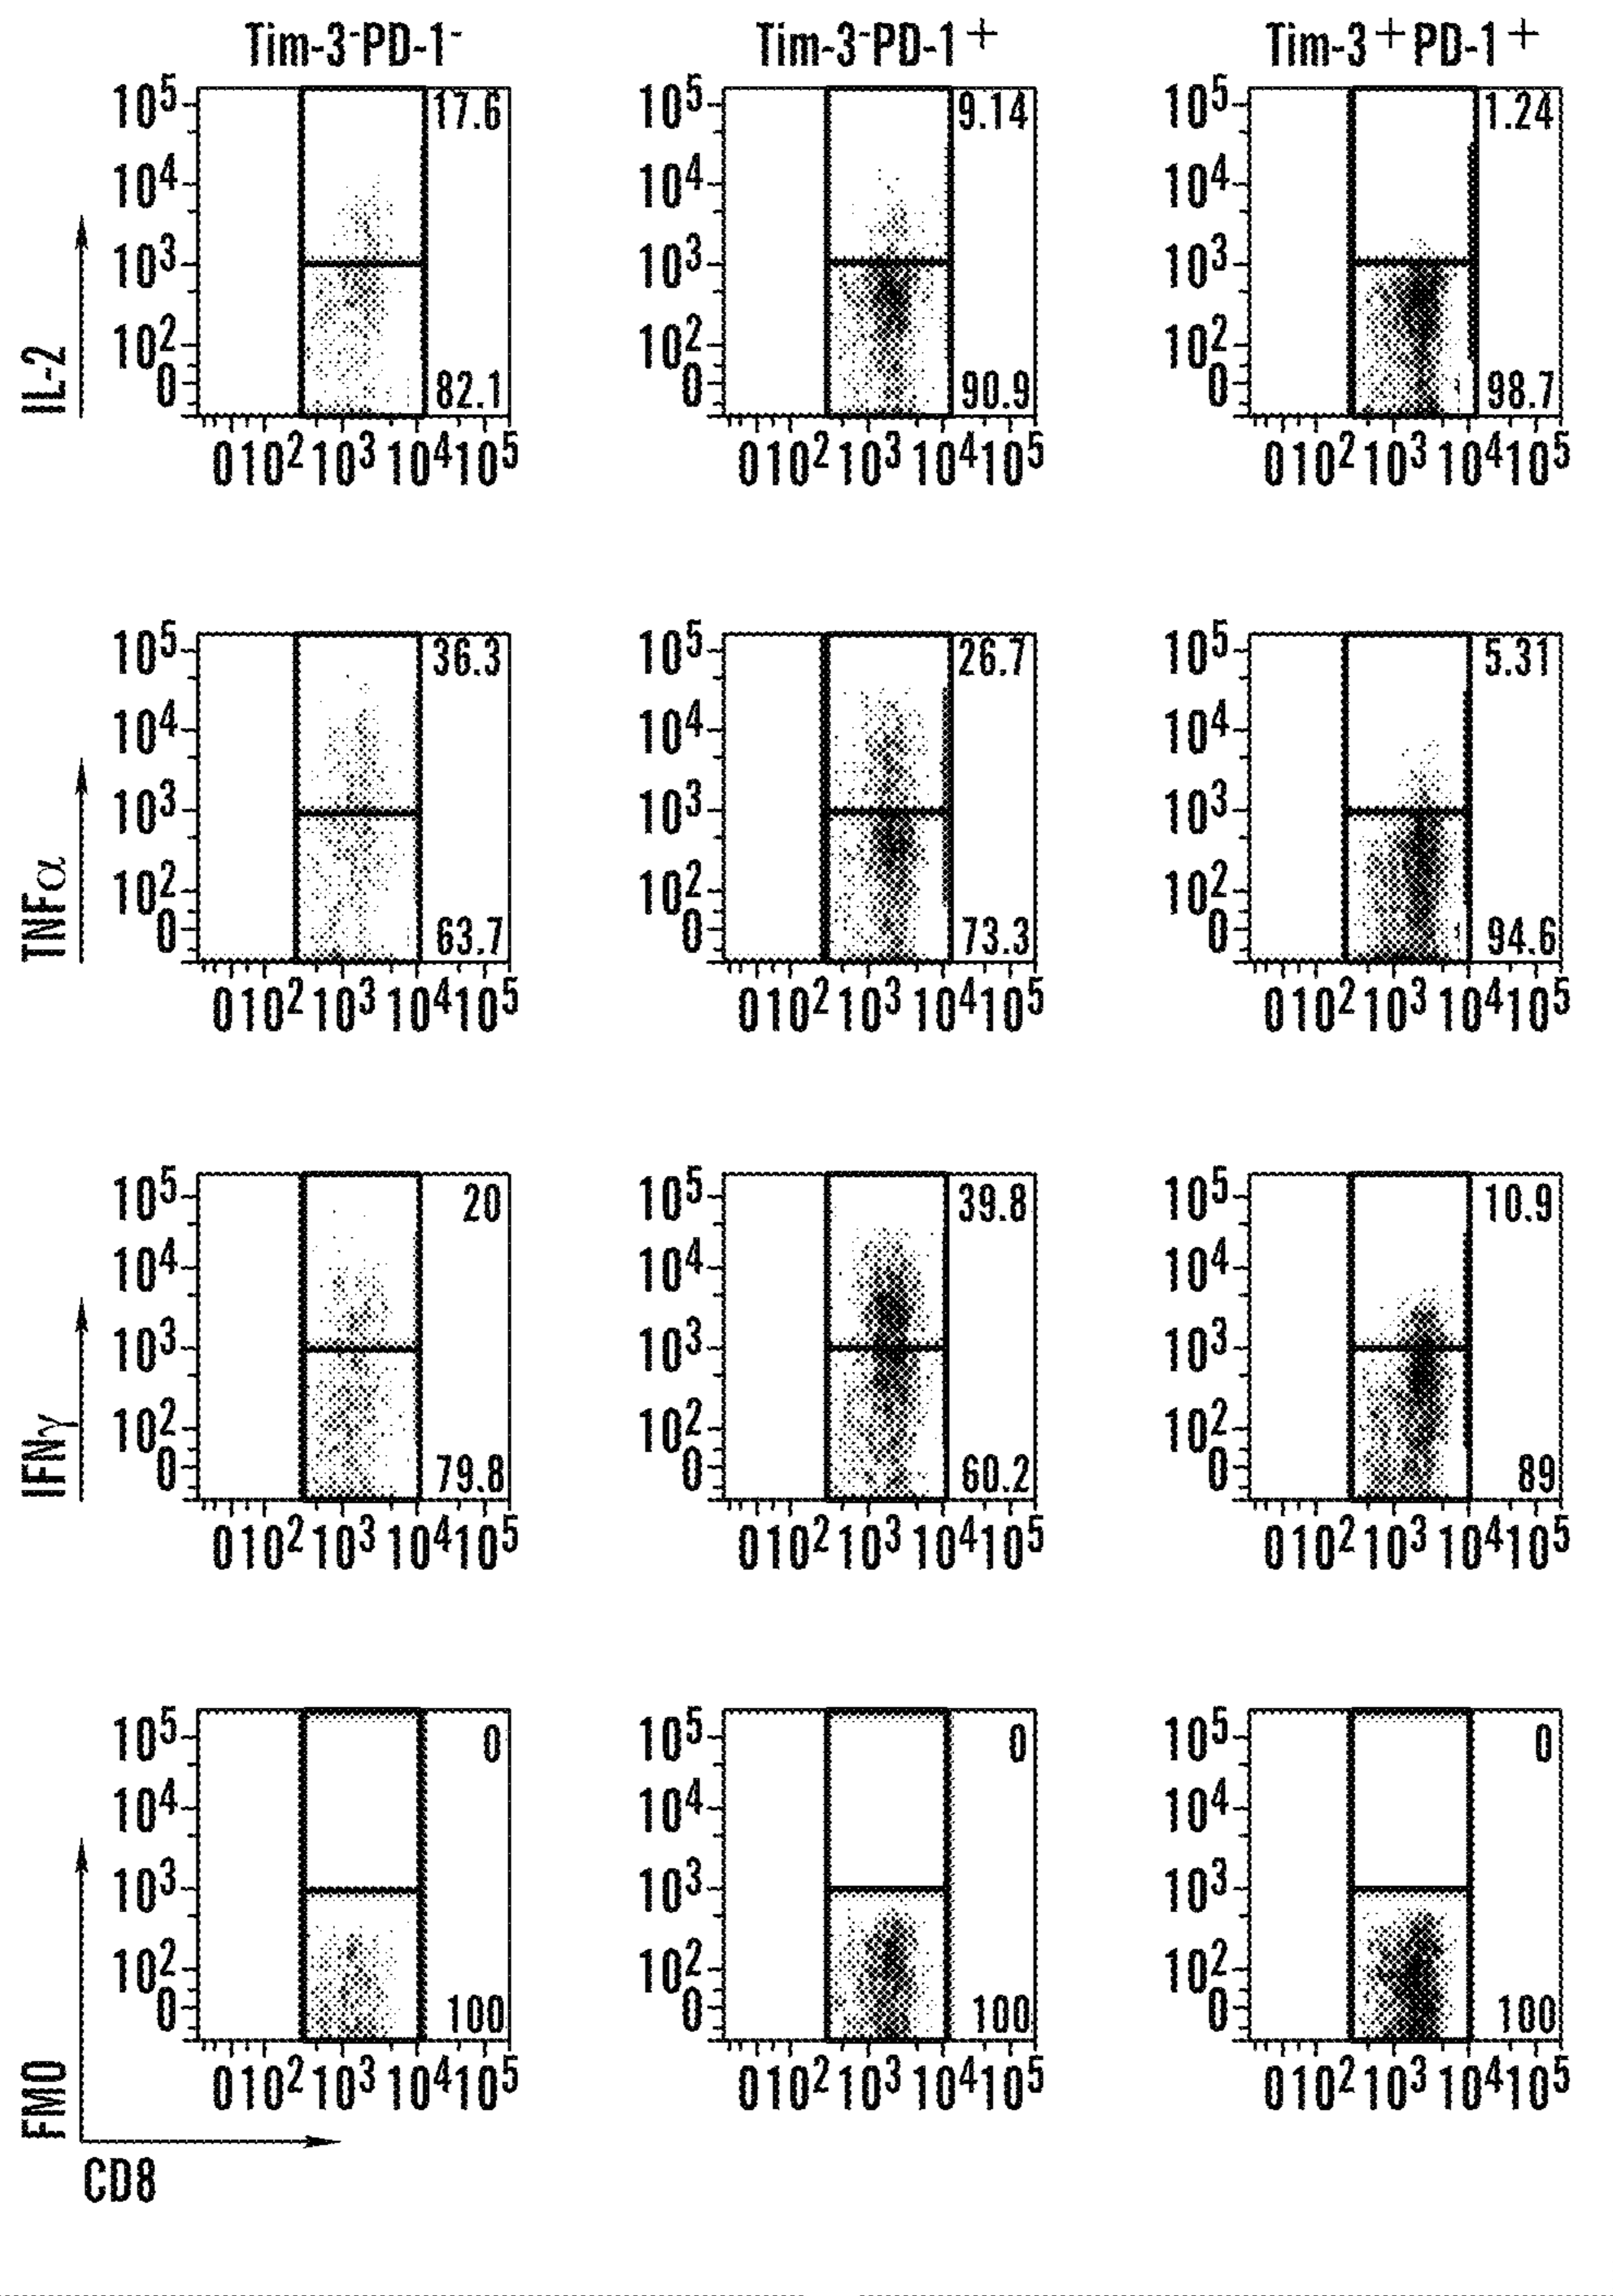 Tim-3⁻PD-1⁻ Tim-3⁻PD-1⁺ Tim-3⁺PD-1⁺
IL-2
10⁵ 17.6 10⁵ 9.14 10⁵ 1.24
10⁴ 10⁴ 10⁴
10³ 10³ 10³
10² 10² 10²
0 82.1 0 90.9 0 98.7
0 10² 10³ 10⁴ 10⁵ 0 10² 10³ 10⁴ 10⁵ 0 10² 10³ 10⁴ 10⁵
TNFα
10⁵ 36.3 10⁵ 26.7 10⁵ 5.31
10⁴ 10⁴ 10⁴
10³ 10³ 10³
10² 10² 10²
0 63.7 0 73.3 0 94.6
0 10² 10³ 10⁴ 10⁵ 0 10² 10³ 10⁴ 10⁵ 0 10² 10³ 10⁴ 10⁵
IFNγ
10⁵ 20 10⁵ 39.8 10⁵ 10.9
10⁴ 10⁴ 10⁴
10³ 10³ 10³
10² 10² 10²
0 79.8 0 60.2 0 89
0 10² 10³ 10⁴ 10⁵ 0 10² 10³ 10⁴ 10⁵ 0 10² 10³ 10⁴ 10⁵
FMO
10⁵ 0 10⁵ 0 10⁵ 0
10⁴ 10⁴ 10⁴
10³ 10³ 10³
10² 10² 10²
0 100 0 100 0 100
0 10² 10³ 10⁴ 10⁵ 0 10² 10³ 10⁴ 10⁵ 0 10² 10³ 10⁴ 10⁵
CD8